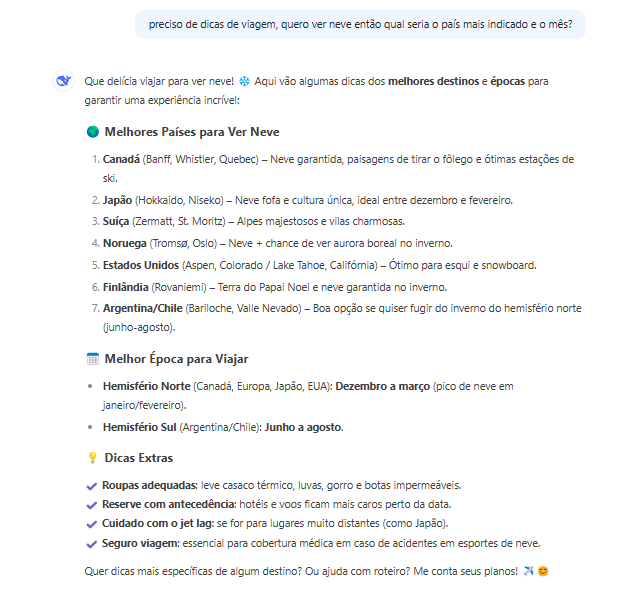 preciso de dicas de viagem, quero ver neve então qual seria o país mais indicado e o mês?
Que delícia viajar para ver neve! ❄️ Aqui vão algumas dicas dos melhores destinos e épocas para
garantir uma experiência incrível:
🌍 Melhores Países para Ver Neve
1. Canadá (Banff, Whistler, Quebec) – Neve garantida, paisagens de tirar o fôlego e ótimas estações de
ski.
2. Japão (Hokkaido, Niseko) – Neve fofa e cultura única, ideal entre dezembro e fevereiro.
3. Suíça (Zermatt, St. Moritz) – Alpes majestosos e vilas charmosas.
4. Noruega (Tromsø, Oslo) – Neve + chance de ver aurora boreal no inverno.
5. Estados Unidos (Aspen, Colorado / Lake Tahoe, Califórnia) – Ótimo para esqui e snowboard.
6. Finlândia (Rovaniemi) – Terra do Papai Noel e neve garantida no inverno.
7. Argentina/Chile (Bariloche, Valle Nevado) – Boa opção se quiser fugir do inverno do hemisfério norte
(junho-agosto).
📅 Melhor Época para Viajar
• Hemisfério Norte (Canadá, Europa, Japão, EUA): Dezembro a março (pico de neve em
janeiro/fevereiro).
• Hemisfério Sul (Argentina/Chile): Junho a agosto.
💡 Dicas Extras
✔ Roupas adequadas: leve casaco térmico, luvas, gorro e botas impermeáveis.
✔ Reserve com antecedência: hotéis e voos ficam mais caros perto da data.
✔ Cuidado com o jet lag: se for para lugares muito distantes (como Japão).
✔ Seguro viagem: essencial para cobertura médica em caso de acidentes em esportes de neve.
Quer dicas mais específicas de algum destino? Ou ajuda com roteiro? Me conta seus planos! ✈️😊